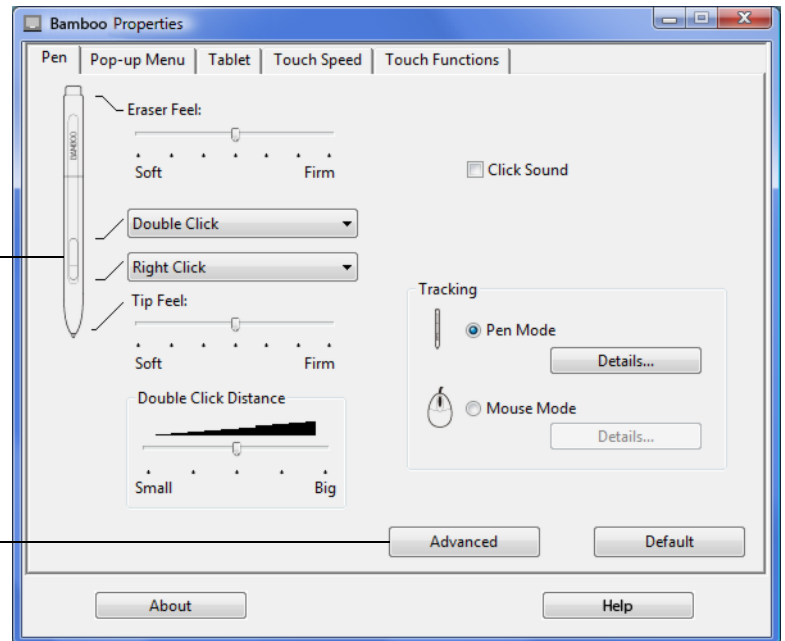 Bamboo Properties
Pen
Pop-up Menu
Tablet
Touch Speed
Touch Functions
BAMBOO
Eraser Feel:
Soft
Firm
Click Sound
Double Click
Right Click
Tip Feel:
Soft
Firm
Double Click Distance
Small
Big
Tracking
Pen Mode
Details...
Mouse Mode
Details...
Advanced
Default
About
Help